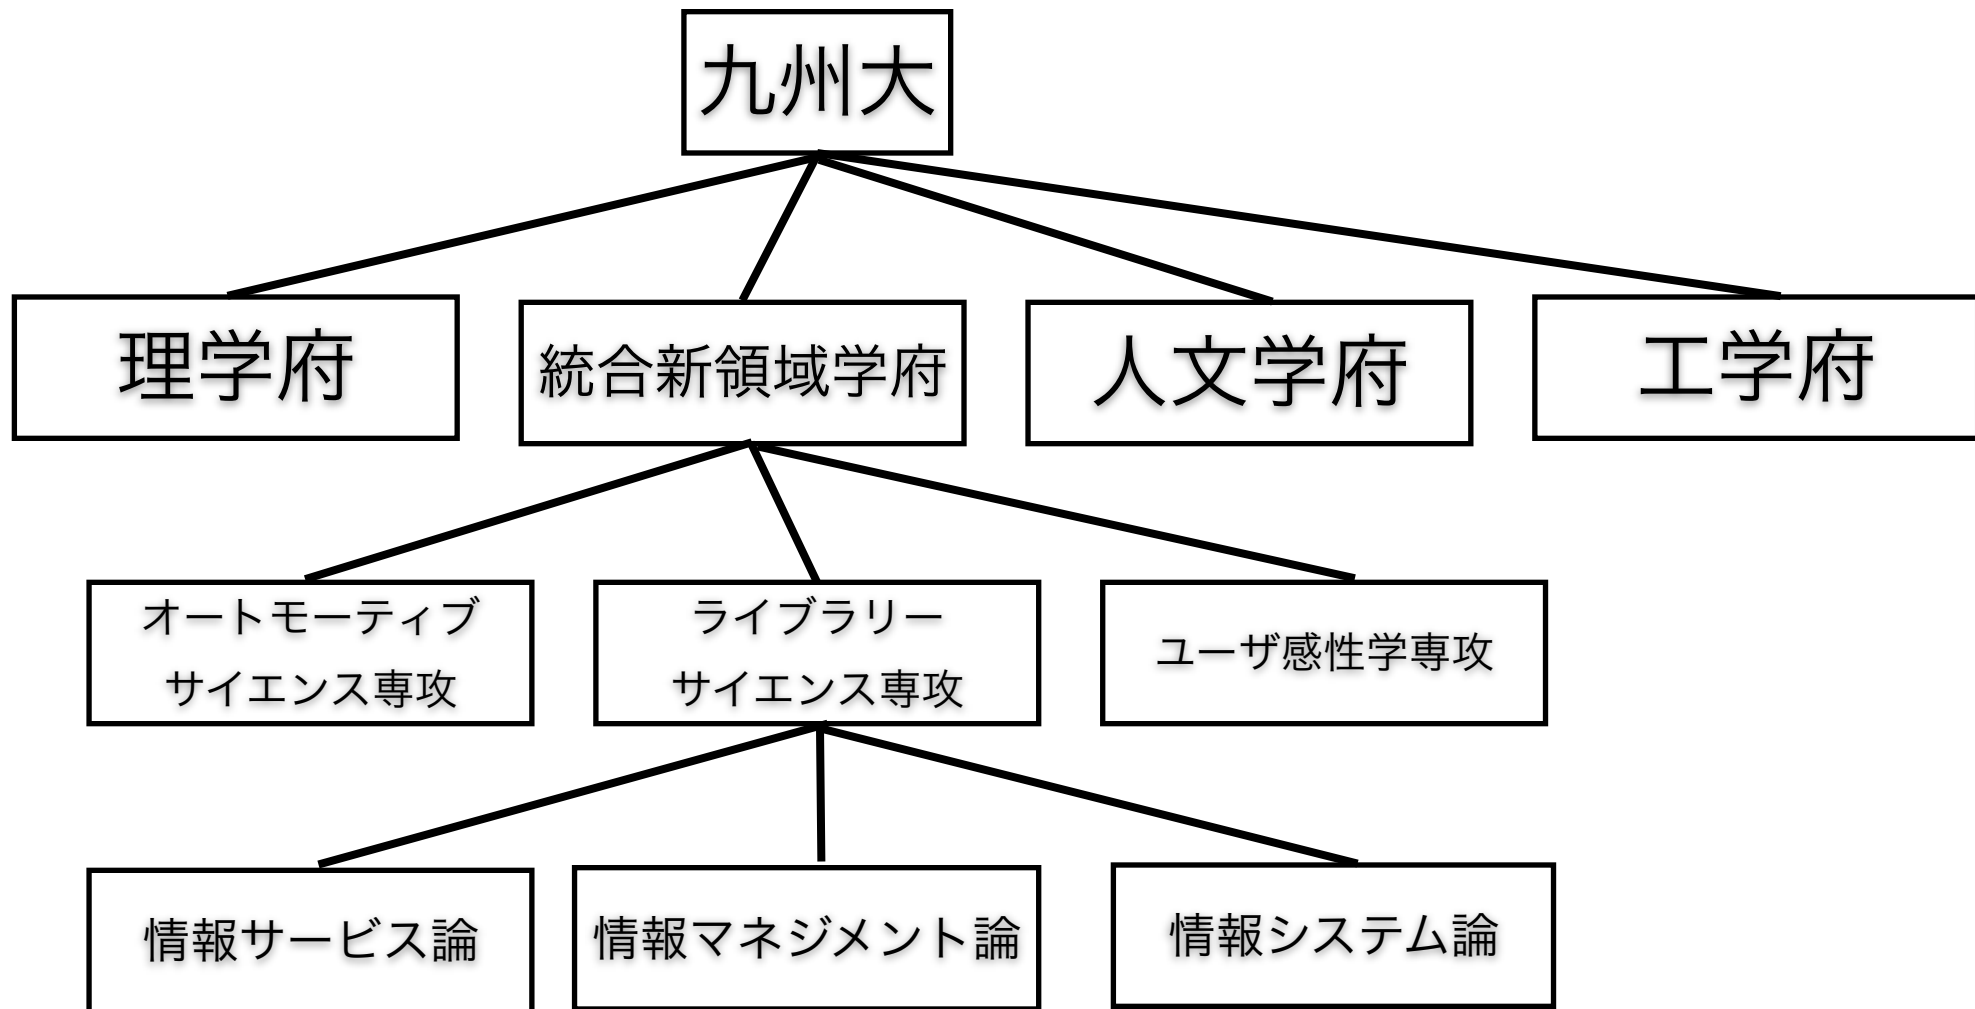 九州大
理学府
統合新領域学府
人文学府
工学府
オートモーティブ
サイエンス専攻
ライブラリー
サイエンス専攻
ユーザ感性学専攻
情報サービス論
情報マネジメント論
情報システム論